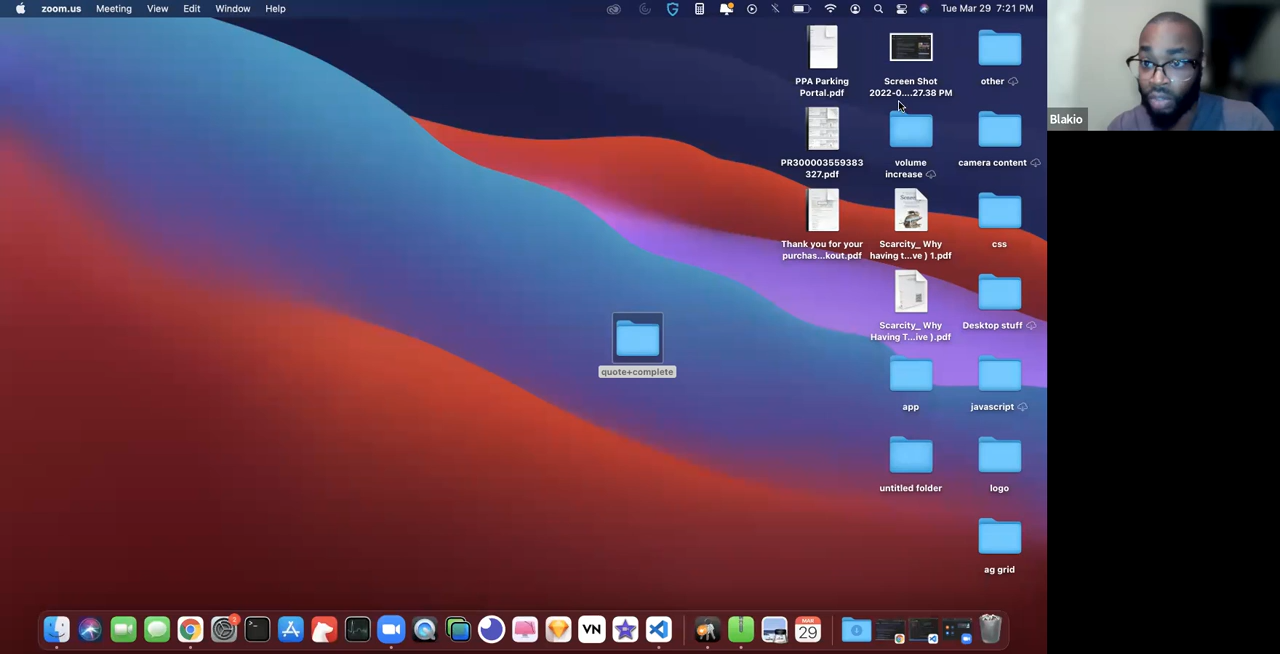 zoom.us Meeting View Edit Window Help Tue Mar 29 7:21 PM
PPA Parking
Portal.pdf
Screen Shot
2022-0....27.38 PM
other
PR300003559383
327.pdf
volume
increase
camera content
Thank you for your
purchas...kout.pdf
Scarcity_ Why
having t...ve ) 1.pdf
css
Scarcity_ Why
Having T...ive ).pdf
Desktop stuff
quote+complete
app
javascript
untitled folder
logo
ag grid
Blakio
2
VN
MAR
29